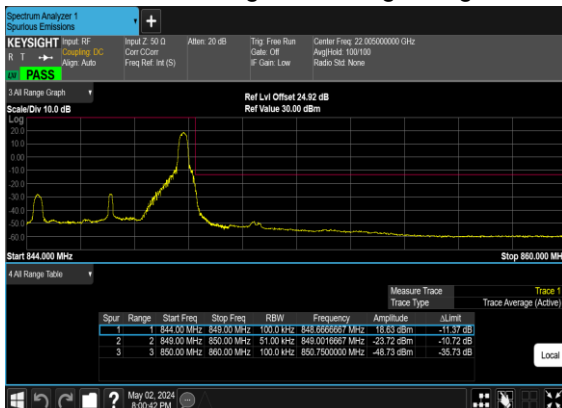 Spectrum Analyzer 1
Spurious Emissions
KEYSIGHT Input: RF Input Z: 50 Ω Atten: 20 dB Trig: Free Run Center Freq: 22.005000000 GHz
R T Coupling: DC Corr CCorr Gate: Off Avg|Hold: 100/100
Align: Auto Freq Ref: Int (S) IF Gain: Low Radio Std: None
PASS
3 All Range Graph
Ref Lvl Offset 24.92 dB
Scale/Div 10.0 dB Ref Value 30.00 dBm
Log
20.0
10.0
0.00
-10.0
-20.0
-30.0
-40.0
-50.0
-60.0
Start 844.000 MHz Stop 860.000 MH
4 All Range Table
Measure Trace Trace 1
Trace Type Trace Average (Active)
Spur Range Start Freq Stop Freq RBW Frequency Amplitude ΔLimit
1 1 844.00 MHz 849.00 MHz 100.0 kHz 848.6666667 MHz 18.63 dBm -11.37 dB
2 2 849.00 MHz 850.00 MHz 51.00 kHz 849.0016667 MHz -23.72 dBm -10.72 dB
3 3 850.00 MHz 860.00 MHz 100.0 kHz 850.7500000 MHz -48.73 dBm -35.73 dB
Local
May 02, 2024
8:00:42 PM